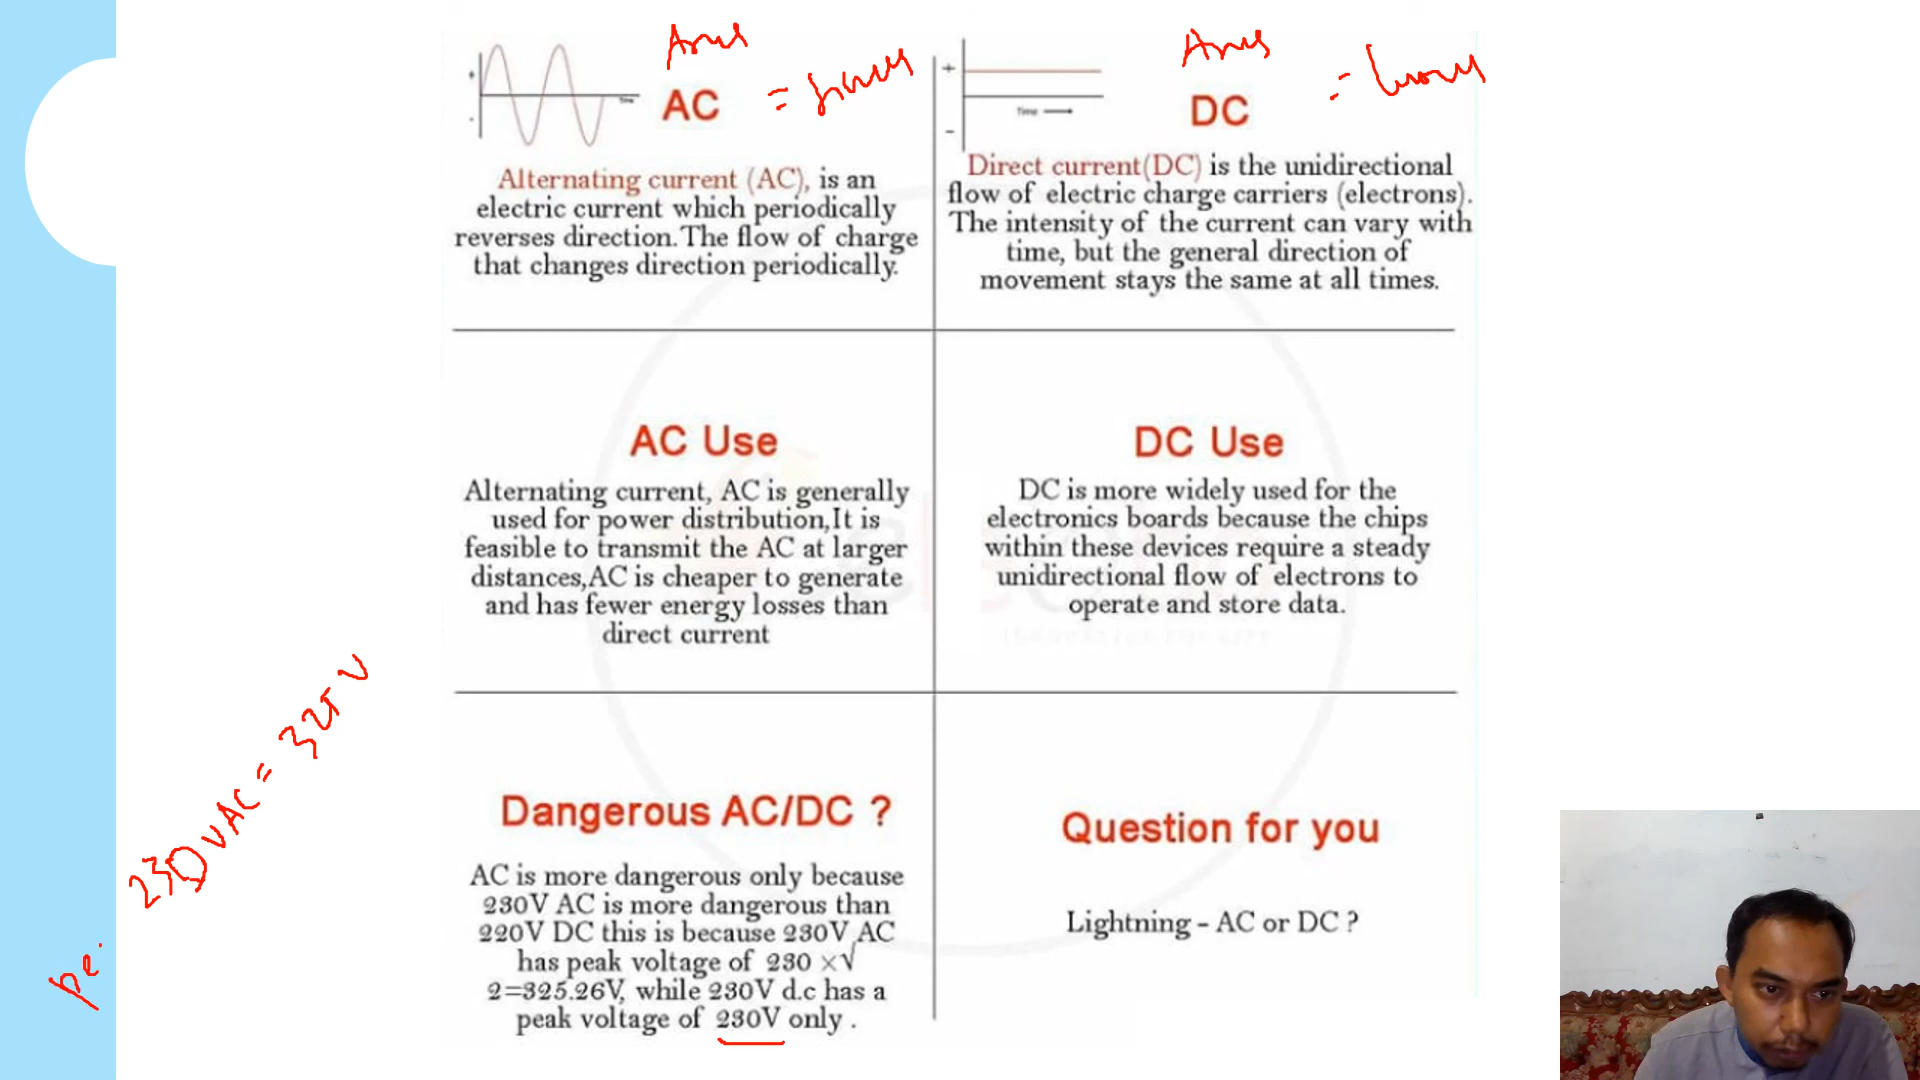 Arus
AC
Time
Alternating current (AC), is an
electric current which periodically
reverses direction.The flow of charge
that changes direction periodically.
Arus
+
DC
Time
-
Direct current(DC) is the unidirectional
flow of electric charge carriers (electrons).
The intensity of the current can vary with
time, but the general direction of
movement stays the same at all times.
AC Use
Alternating current, AC is generally
used for power distribution,It is
feasible to transmit the AC at larger
distances,AC is cheaper to generate
and has fewer energy losses than
direct current
DC Use
DC is more widely used for the
electronics boards because the chips
within these devices require a steady
unidirectional flow of electrons to
operate and store data.
230 VAC = 325 V
Dangerous AC/DC ?
AC is more dangerous only because
230V AC is more dangerous than
220V DC this is because 230V AC
has peak voltage of 230 ×√
2=325.26V, while 230V d.c has a
peak voltage of 230V only .
Question for you
Lightning - AC or DC ?
pe.